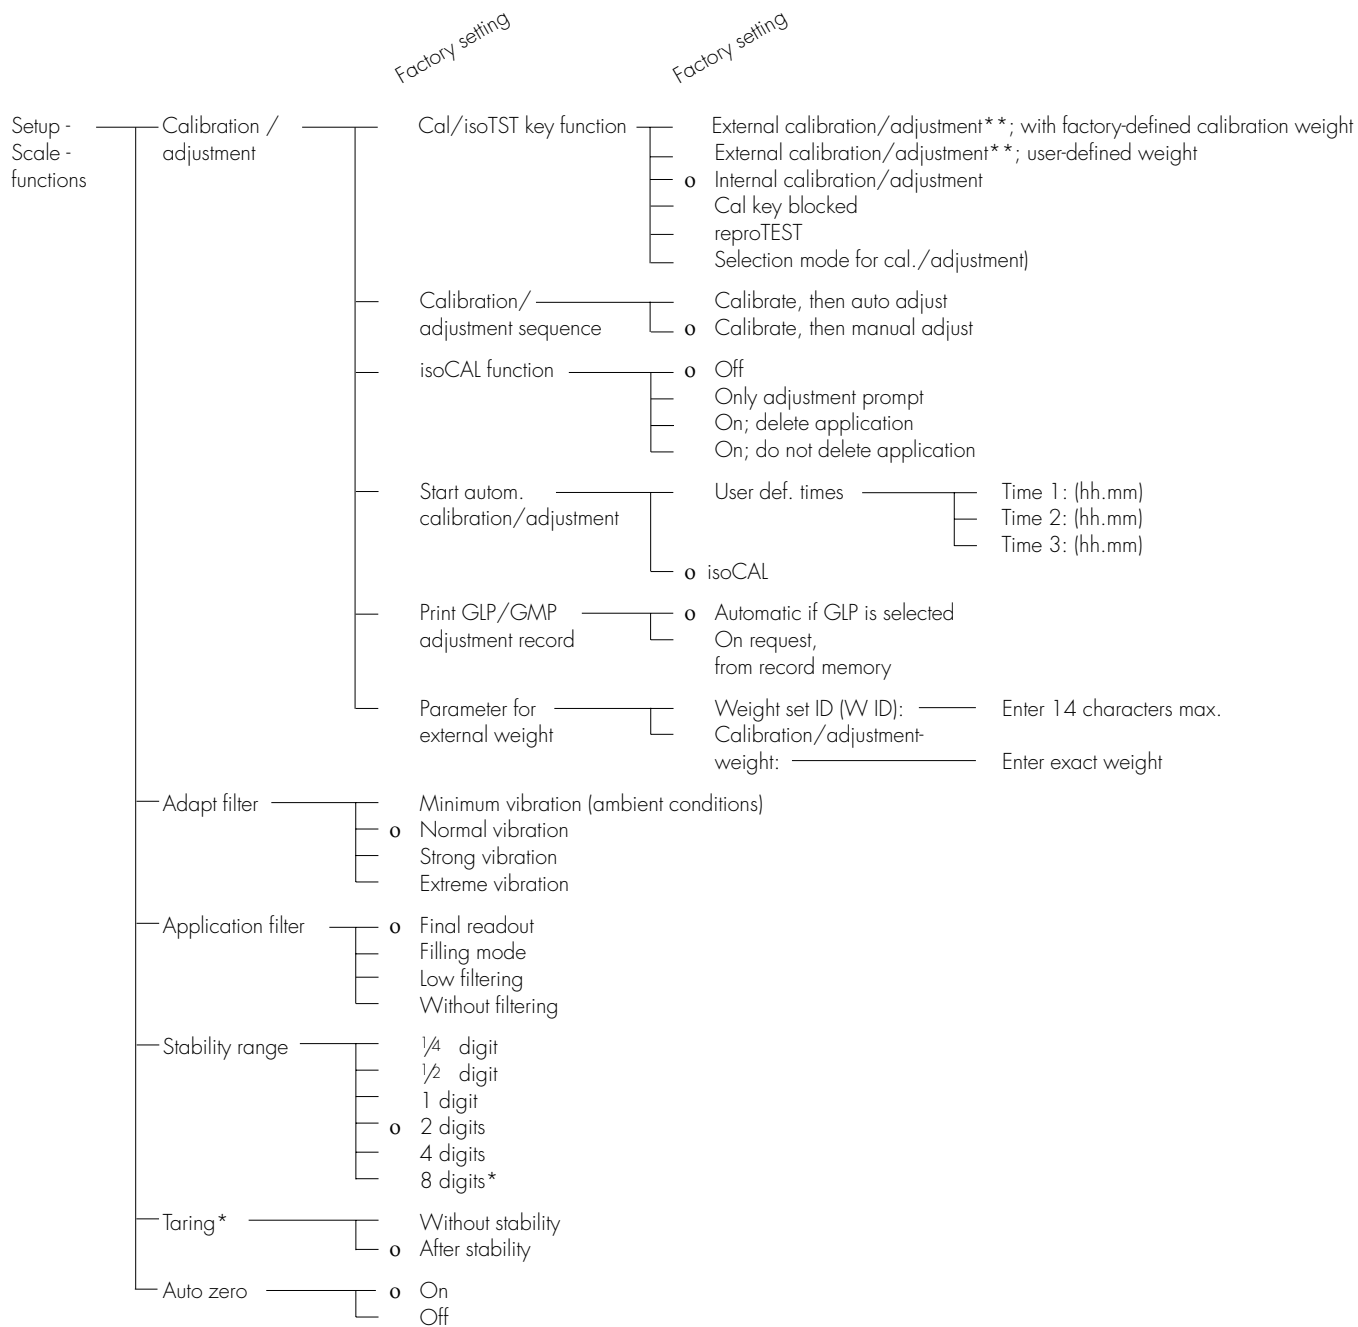 Factory setting
Factory setting
Setup -
Scale -
functions
Calibration /
adjustment
Cal/isoTST key function
External calibration/adjustment**; with factory-defined calibration weight
External calibration/adjustment**; user-defined weight
o Internal calibration/adjustment
Cal key blocked
reproTEST
Selection mode for cal./adjustment)
Calibration/
adjustment sequence
Calibrate, then auto adjust
o Calibrate, then manual adjust
isoCAL function
o Off
Only adjustment prompt
On; delete application
On; do not delete application
Start autom.
calibration/adjustment
User def. times
Time 1: (hh.mm)
Time 2: (hh.mm)
Time 3: (hh.mm)
o isoCAL
Print GLP/GMP
adjustment record
o Automatic if GLP is selected
On request,
from record memory
Parameter for
external weight
Weight set ID (W ID):
Enter 14 characters max.
Calibration/adjustment-
weight:
Enter exact weight
Adapt filter
Minimum vibration (ambient conditions)
o Normal vibration
Strong vibration
Extreme vibration
Application filter
o Final readout
Filling mode
Low filtering
Without filtering
Stability range
1/4 digit
1/2 digit
1 digit
o 2 digits
4 digits
8 digits*
Taring*
Without stability
o After stability
Auto zero
o On
Off